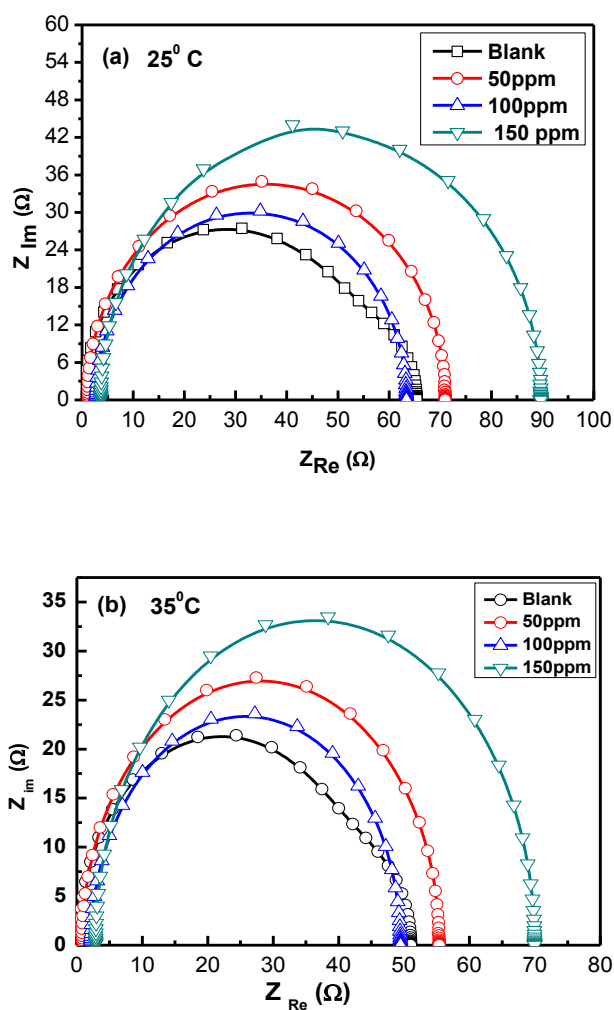 (a) 25⁰ C
Blank
50ppm
100ppm
150 ppm
60
54
48
42
36
30
24
18
12
6
0
Z Im (Ω)
0 10 20 30 40 50 60 70 80 90 100
ZRe (Ω)
(b) 35⁰C
Blank
50ppm
100ppm
150ppm
35
30
25
20
15
10
5
0
Z im (Ω)
0 10 20 30 40 50 60 70 80
Z Re (Ω)